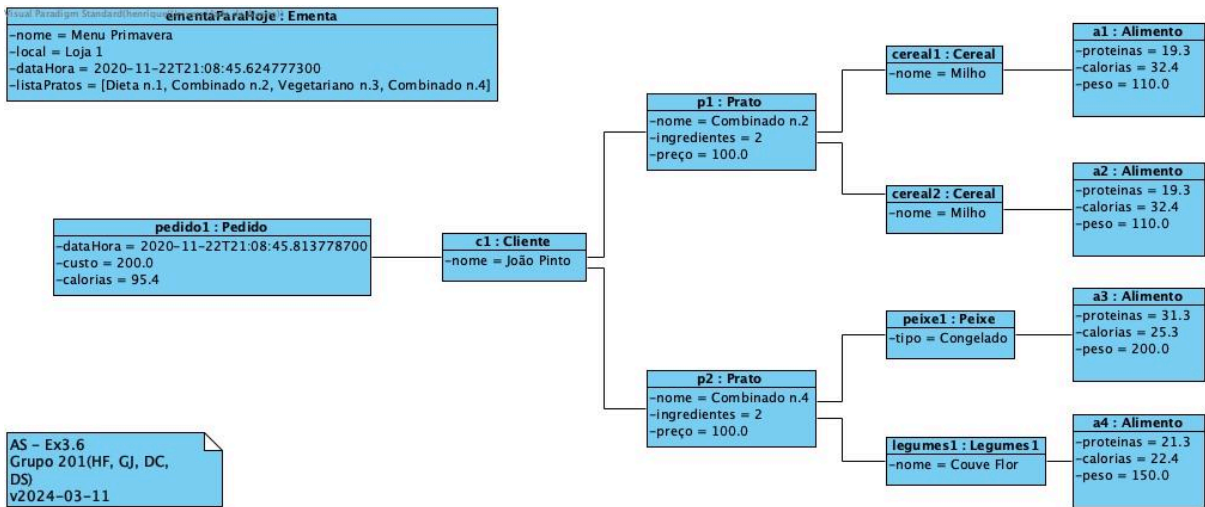 Visual Paradigm Standard(henrique
ementaParaHoje : Ementa
-nome = Menu Primavera
-local = Loja 1
-dataHora = 2020-11-22T21:08:45.624777300
-listaPratos = [Dieta n.1, Combinado n.2, Vegetariano n.3, Combinado n.4]
pedido1 : Pedido
-dataHora = 2020-11-22T21:08:45.813778700
-custo = 200.0
-calorias = 95.4
c1 : Cliente
-nome = João Pinto
p1 : Prato
-nome = Combinado n.2
-ingredientes = 2
-preço = 100.0
cereal1 : Cereal
-nome = Milho
a1 : Alimento
-proteinas = 19.3
-calorias = 32.4
-peso = 110.0
cereal2 : Cereal
-nome = Milho
a2 : Alimento
-proteinas = 19.3
-calorias = 32.4
-peso = 110.0
p2 : Prato
-nome = Combinado n.4
-ingredientes = 2
-preço = 100.0
peixe1 : Peixe
-tipo = Congelado
a3 : Alimento
-proteinas = 31.3
-calorias = 25.3
-peso = 200.0
legumes1 : Legumes1
-nome = Couve Flor
a4 : Alimento
-proteinas = 21.3
-calorias = 22.4
-peso = 150.0
AS - Ex3.6
Grupo 201(HF, GJ, DC,
DS)
v2024-03-11